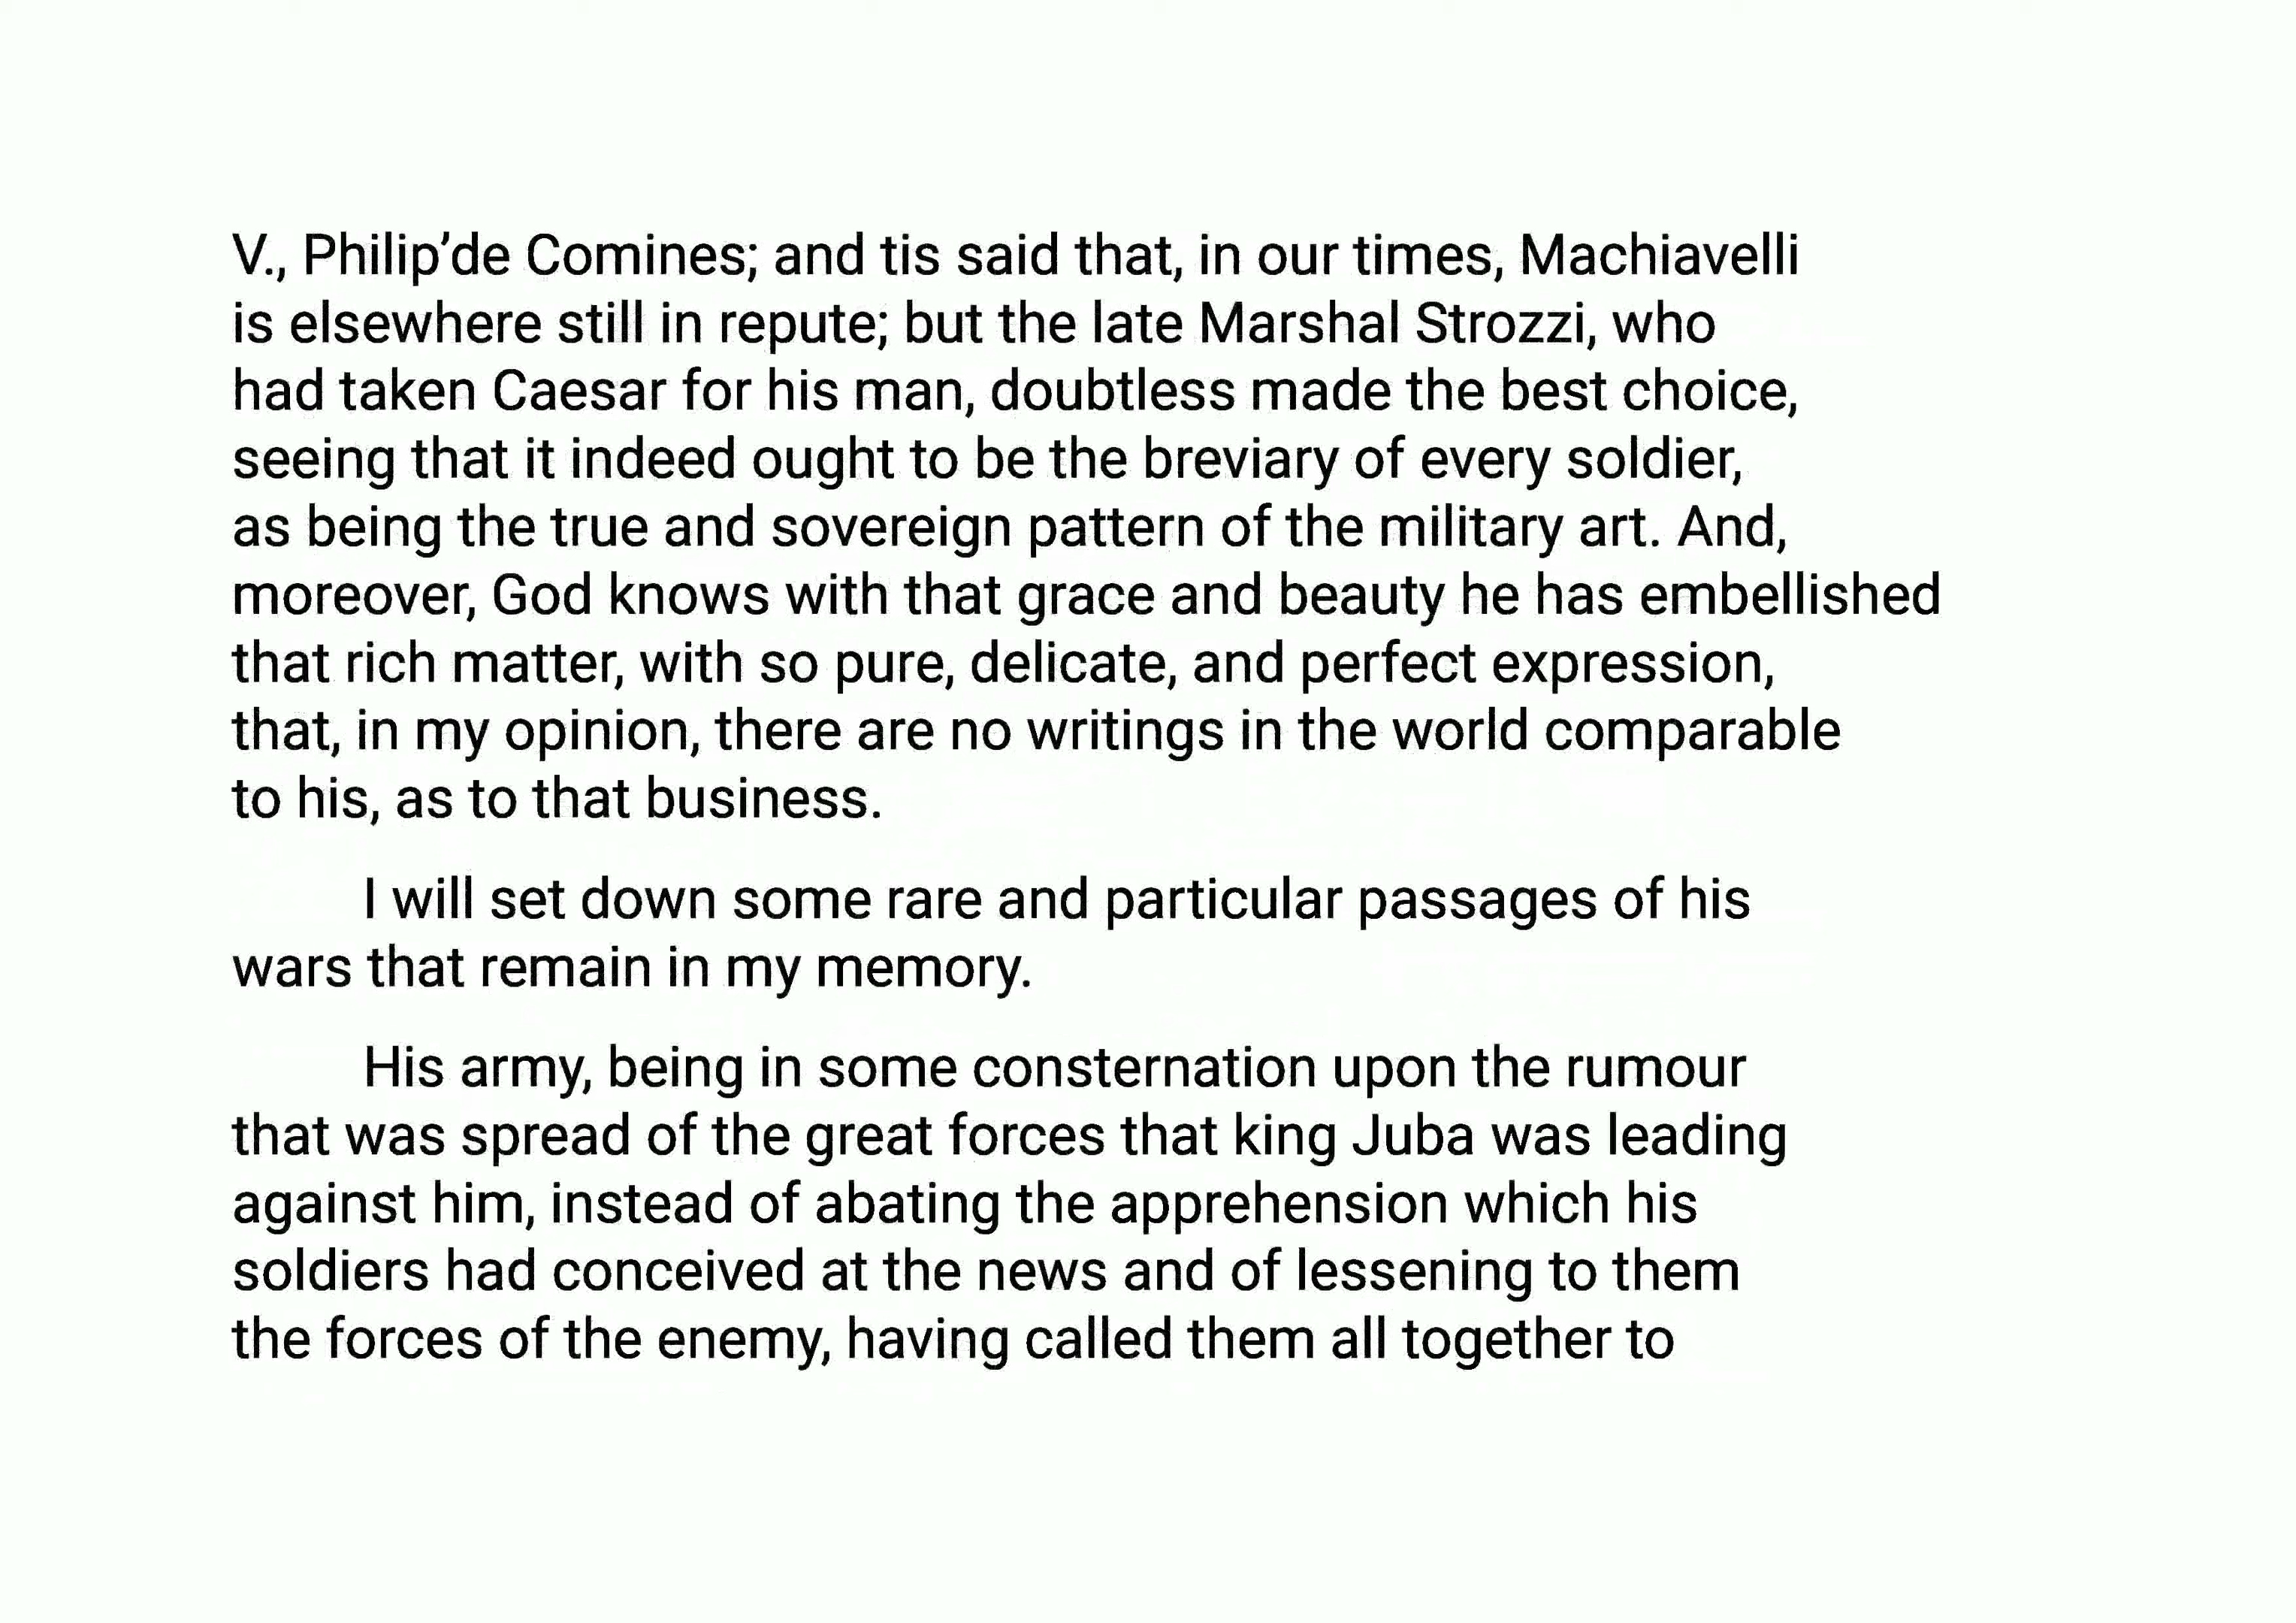 V., Philip’de Comines; and tis said that, in our times, Machiavelli
is elsewhere still in repute; but the late Marshal Strozzi, who
had taken Caesar for his man, doubtless made the best choice,
seeing that it indeed ought to be the breviary of every soldier,
as being the true and sovereign pattern of the military art. And,
moreover, God knows with that grace and beauty he has embellished
that rich matter, with so pure, delicate, and perfect expression,
that, in my opinion, there are no writings in the world comparable
to his, as to that business.
I will set down some rare and particular passages of his
wars that remain in my memory.
His army, being in some consternation upon the rumour
that was spread of the great forces that king Juba was leading
against him, instead of abating the apprehension which his
soldiers had conceived at the news and of lessening to them
the forces of the enemy, having called them all together to